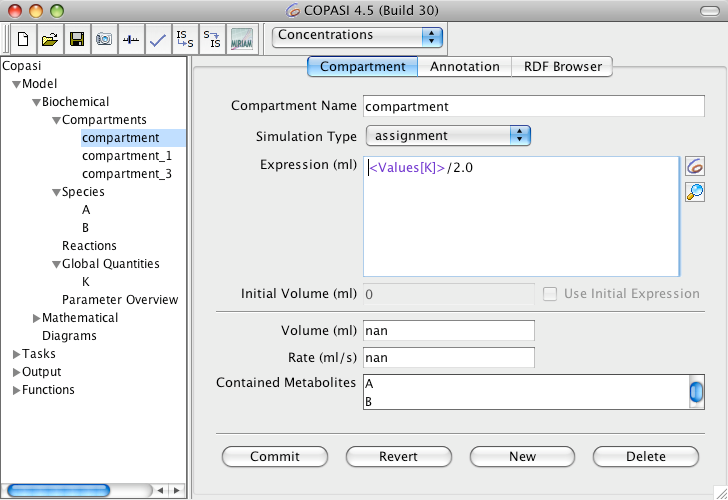 COPASI 4.5 (Build 30)
IS →S
S→ IS
MIRIAM
Concentrations
Copasi
Model
Biochemical
Compartments
compartment
compartment_1
compartment_3
Species
A
B
Reactions
Global Quantities
K
Parameter Overview
Mathematical
Diagrams
Tasks
Output
Functions
Compartment Annotation RDF Browser
Compartment Name compartment
Simulation Type assignment
Expression (ml) <Values[K]>/2.0
Initial Volume (ml) 0 Use Initial Expression
Volume (ml) nan
Rate (ml/s) nan
Contained Metabolites A
B
Commit Revert New Delete